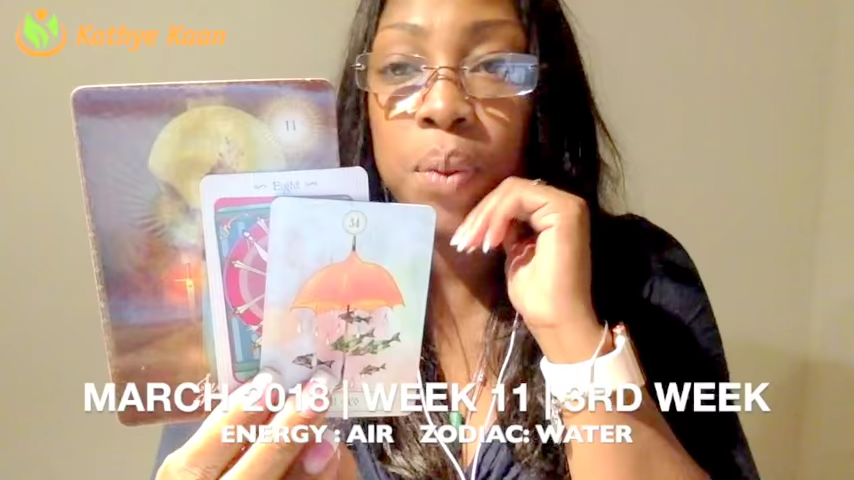 Kathye Kaan
11
Eight
34
MARCH 2018 | WEEK 11 | 3RD WEEK
ENERGY : AIR ZODIAC: WATER